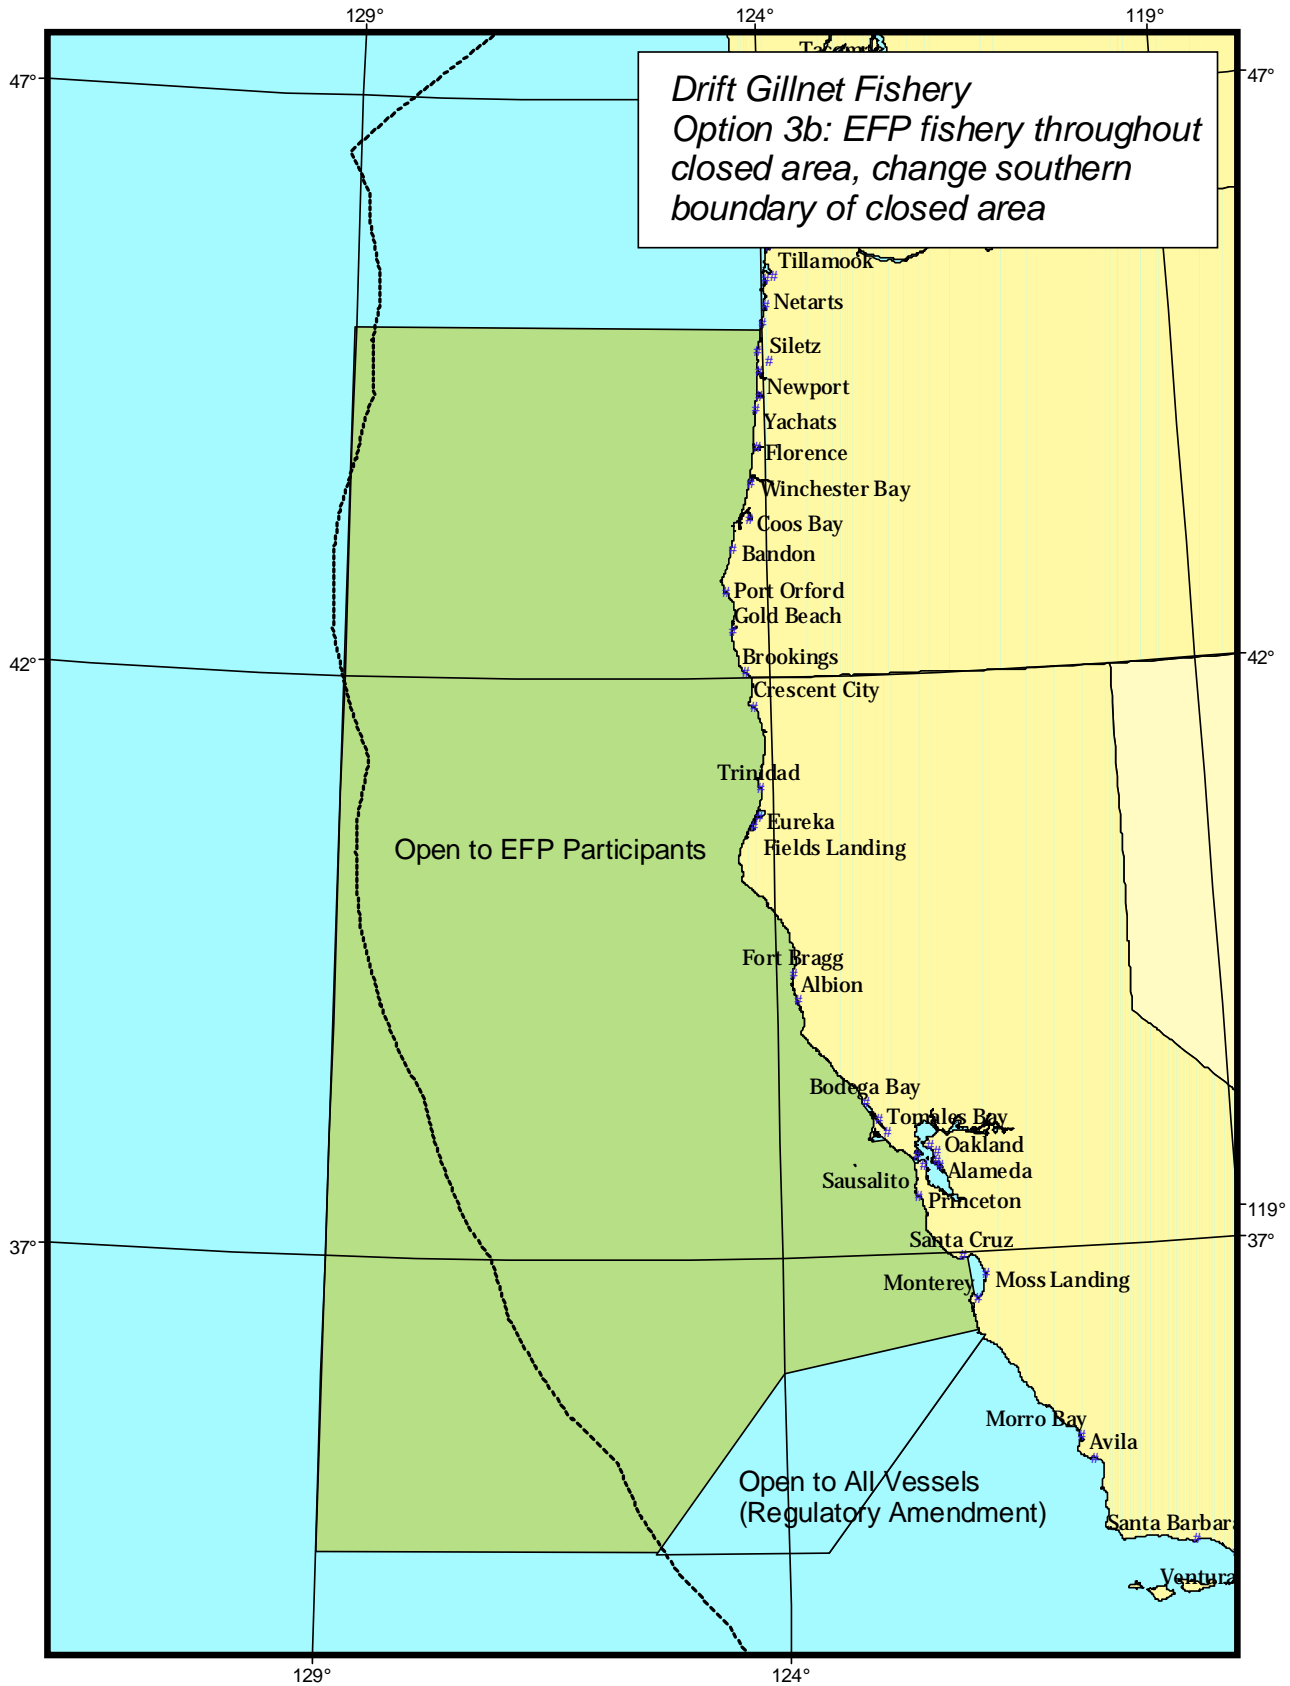 129°
124°
119°
47°
47°
Drift Gillnet Fishery
Option 3b: EFP fishery throughout
closed area, change southern
boundary of closed area
Tillamook
Netarts
Siletz
Newport
Yachats
Florence
Winchester Bay
Coos Bay
Bandon
Port Orford
Gold Beach
42°
42°
Brookings
Crescent City
Trinidad
Eureka
Open to EFP Participants
Fields Landing
Fort Bragg
Albion
Bodega Bay
Tomales Bay
Oakland
Alameda
Sausalito
Princeton
119°
37°
37°
Santa Cruz
Monterey
Moss Landing
Morro Bay
Avila
Open to All Vessels
(Regulatory Amendment)
Santa Barbara
Ventura
129°
124°